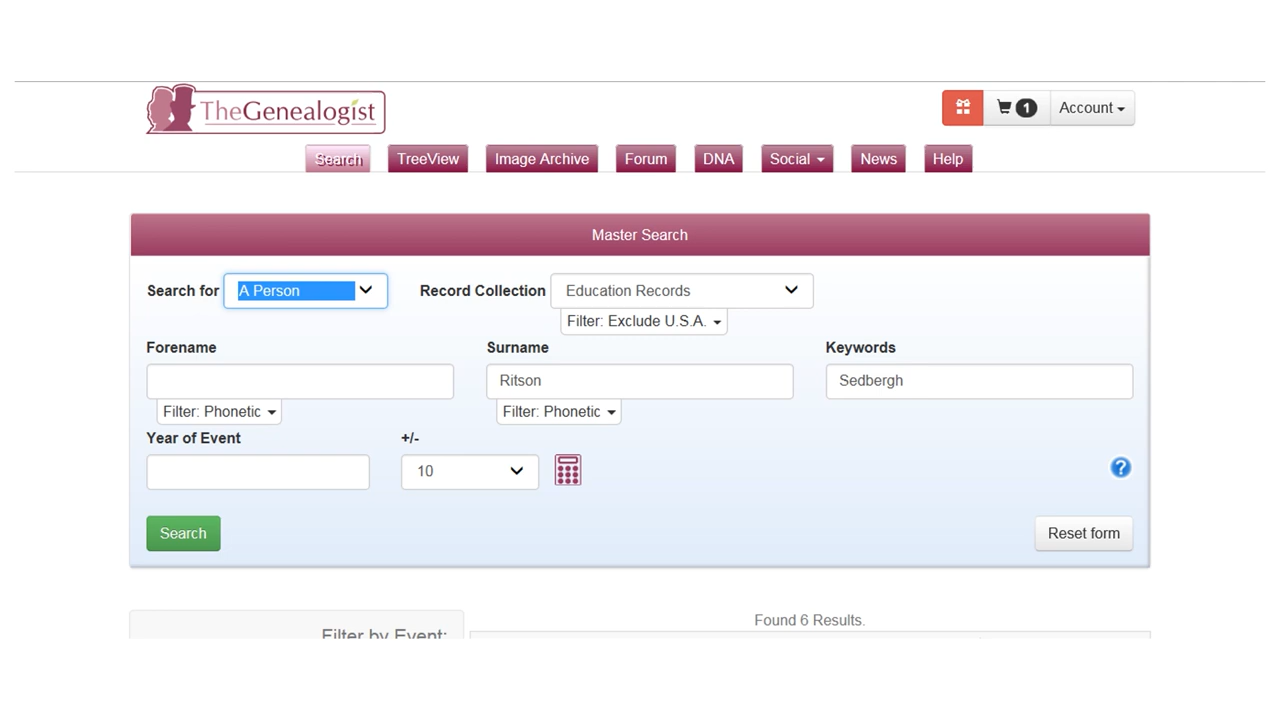 TheGenealogist
1 Account
Search TreeView Image Archive Forum DNA Social News Help
Master Search
Search for A Person Record Collection Education Records
Filter: Exclude U.S.A.
Forename Surname Keywords
Ritson Sedbergh
Filter: Phonetic Filter: Phonetic
Year of Event +/-
10 ?
Search Reset form
Found 6 Results.
Filter by Event: